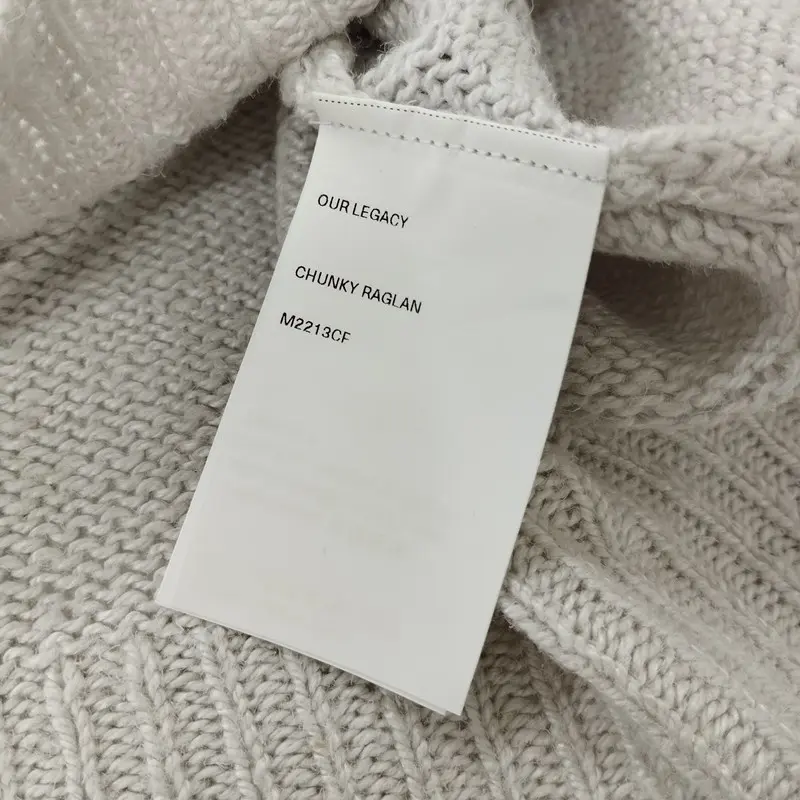 OUR LEGACY
CHUNKY RAGLAN
M2213CF